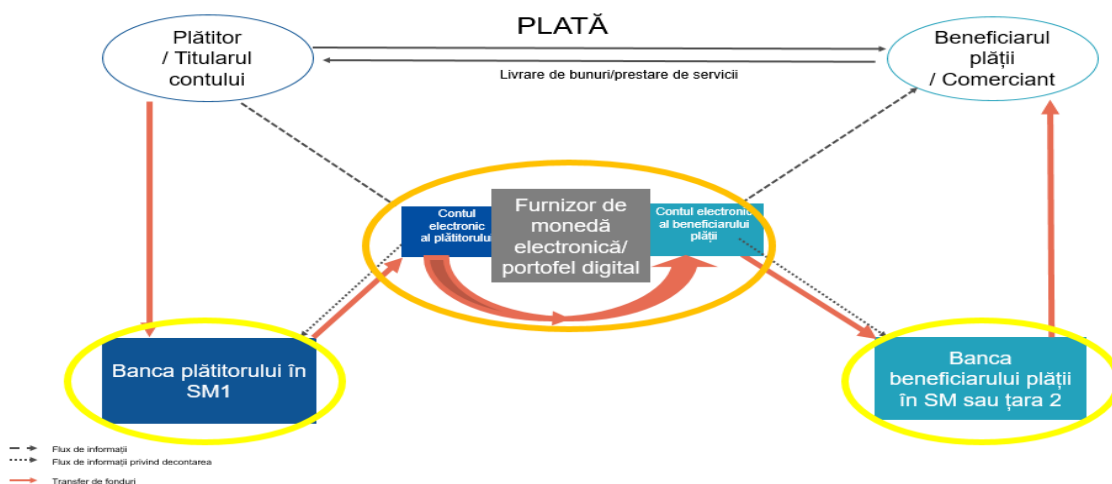 PLATĂ
Plătitor
/ Titularul
contului
Livrare de bunuri/prestare de servicii
Beneficiarul
plății
/ Comerciant
Contul
electronic
al plătitorului
Furnizor de
monedă
electronică/
portofel digital
Contul electronic
al beneficiarului
plății
Banca plătitorului în
SM1
Banca
beneficiarului plății
în SM sau țara 2
Flux de informații
Flux de informații privind decontarea
Transfer de fonduri